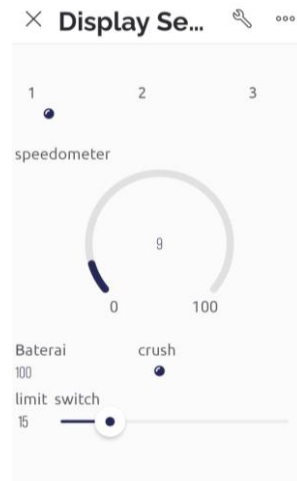 Display Se...
1 2 3
speedometer
9
0 100
Baterai crush
100
limit switch
15